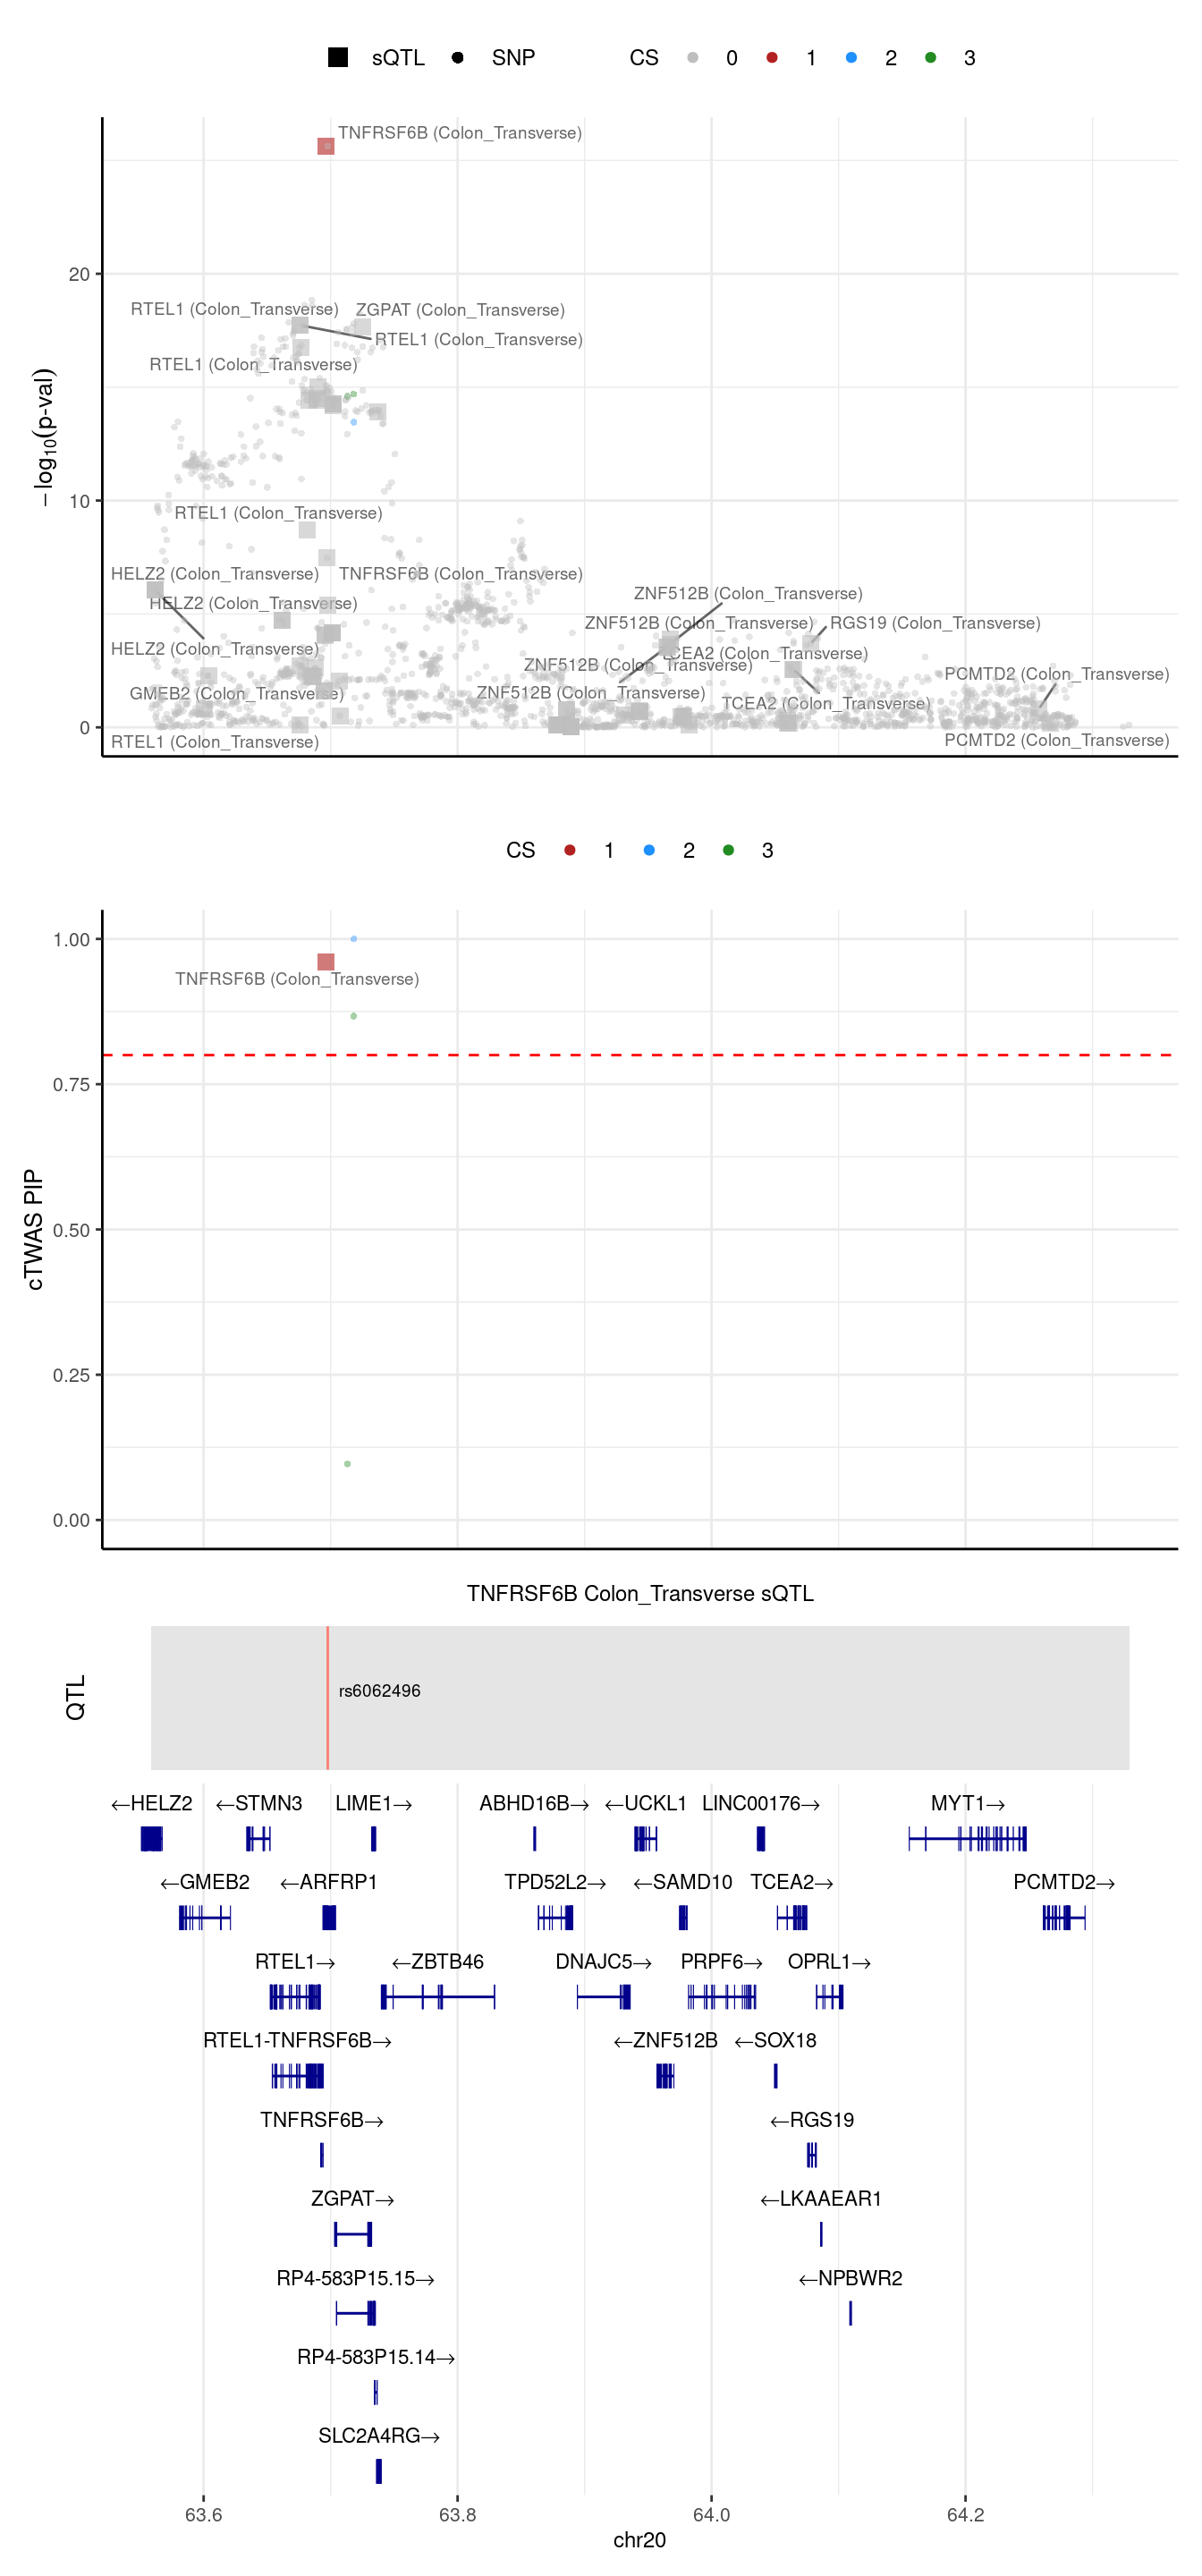 sQTL SNP CS 0 1 2 3
TNFRSF6B (Colon_Transverse)
20
RTEL1 (Colon_Transverse) ZGPAT (Colon_Transverse)
RTEL1 (Colon_Transverse)
RTEL1 (Colon_Transverse)
−log10(p-val)
10
RTEL1 (Colon_Transverse)
HELZ2 (Colon_Transverse) TNFRSF6B (Colon_Transverse)
ZNF512B (Colon_Transverse)
HELZ2 (Colon_Transverse)
ZNF512B (Colon_Transverse) RGS19 (Colon_Transverse)
HELZ2 (Colon_Transverse) TCEA2 (Colon_Transverse)
ZNF512B (Colon_Transverse) PCMTD2 (Colon_Transverse)
GMEB2 (Colon_Transverse) ZNF512B (Colon_Transverse)
TCEA2 (Colon_Transverse)
0
RTEL1 (Colon_Transverse) PCMTD2 (Colon_Transverse)
CS 1 2 3
1.00
TNFRSF6B (Colon_Transverse)
0.75
cTWAS PIP
0.50
0.25
0.00
TNFRSF6B Colon_Transverse sQTL
QTL
rs6062496
←HELZ2 ←STMN3 LIME1→ ABHD16B→ ←UCKL1 LINC00176→ MYT1→
←GMEB2 ←ARFRP1 TPD52L2→ ←SAMD10 TCEA2→ PCMTD2→
RTEL1→ ←ZBTB46 DNAJC5→ PRPF6→ OPRL1→
RTEL1-TNFRSF6B→ ←ZNF512B ←SOX18
TNFRSF6B→ ←RGS19
ZGPAT→ ←LKAAEAR1
RP4-583P15.15→ ←NPBWR2
RP4-583P15.14→
SLC2A4RG→
63.6 63.8 64.0 64.2
chr20